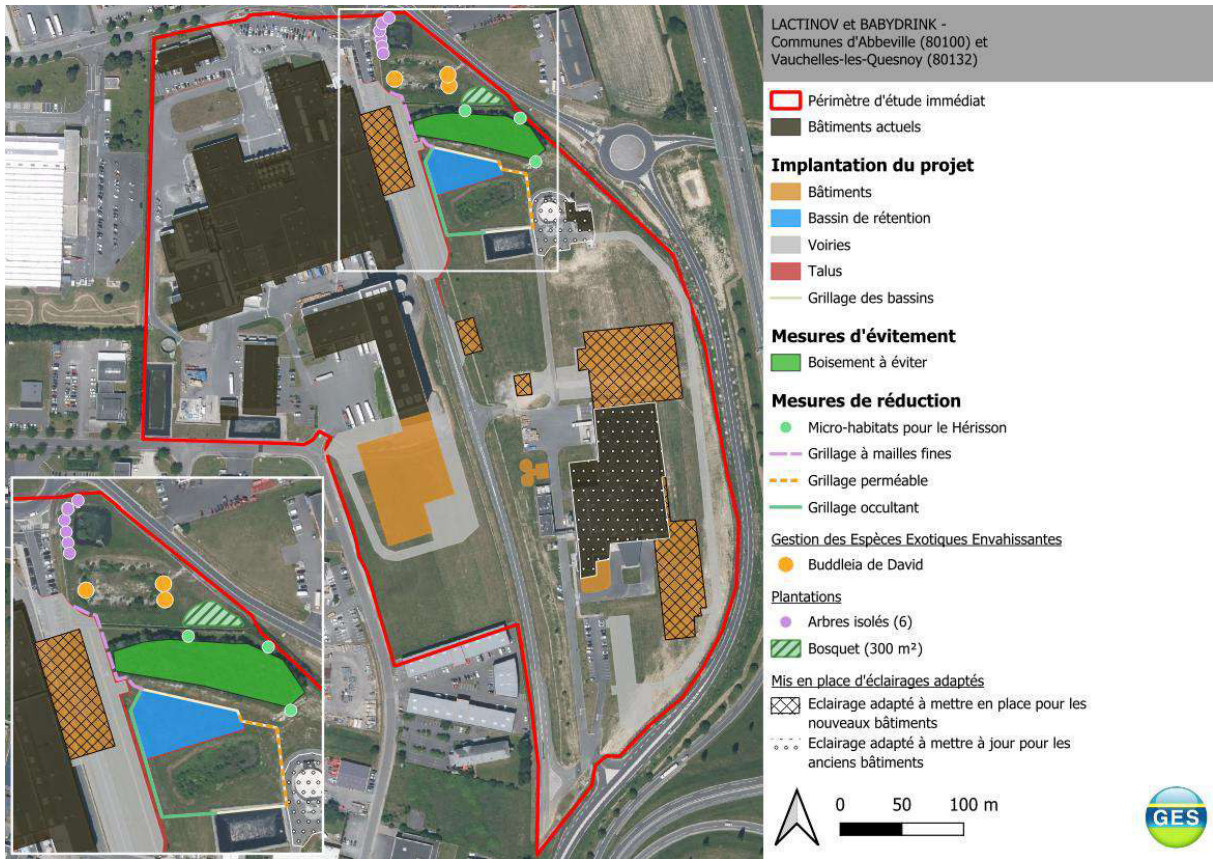 LACTINOV et BABYDRINK -
Communes d'Abbeville (80100) et
Vauchelles-les-Quesnoy (80132)
Périmètre d'étude immédiat
Bâtiments actuels
Implantation du projet
Bâtiments
Bassin de rétention
Voiries
Talus
Grillage des bassins
Mesures d'évitement
Boisement à éviter
Mesures de réduction
Micro-habitats pour le Hérisson
Grillage à mailles fines
Grillage perméable
Grillage occultant
Gestion des Espèces Exotiques Envahissantes
Buddleia de David
Plantations
Arbres isolés (6)
Bosquet (300 m²)
Mis en place d'éclairages adaptés
Eclairage adapté à mettre en place pour les
nouveaux bâtiments
Eclairage adapté à mettre à jour pour les
anciens bâtiments
0 50 100 m
GES